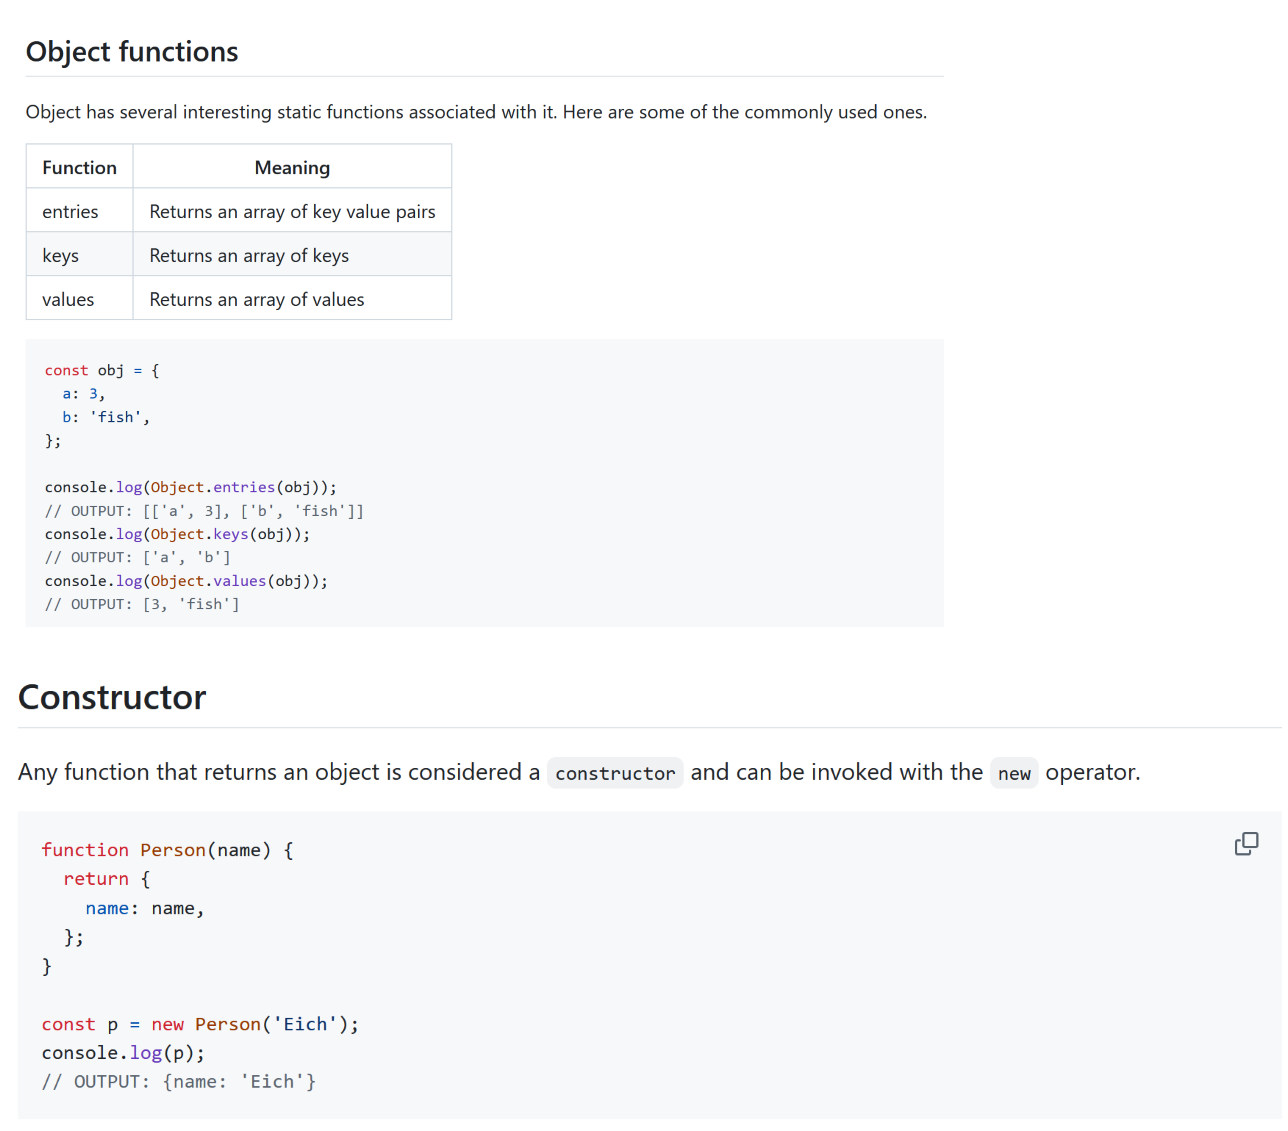 Object functions
Object has several interesting static functions associated with it. Here are some of the commonly used ones.
Function Meaning
entries Returns an array of key value pairs
keys Returns an array of keys
values Returns an array of values
const obj = {
  a: 3,
  b: 'fish',
};

console.log(Object.entries(obj));
// OUTPUT: [['a', 3], ['b', 'fish']]
console.log(Object.keys(obj));
// OUTPUT: ['a', 'b']
console.log(Object.values(obj));
// OUTPUT: [3, 'fish']
Constructor
Any function that returns an object is considered a constructor and can be invoked with the new operator.
function Person(name) {
  return {
    name: name,
  };
}

const p = new Person('Eich');
console.log(p);
// OUTPUT: {name: 'Eich'}